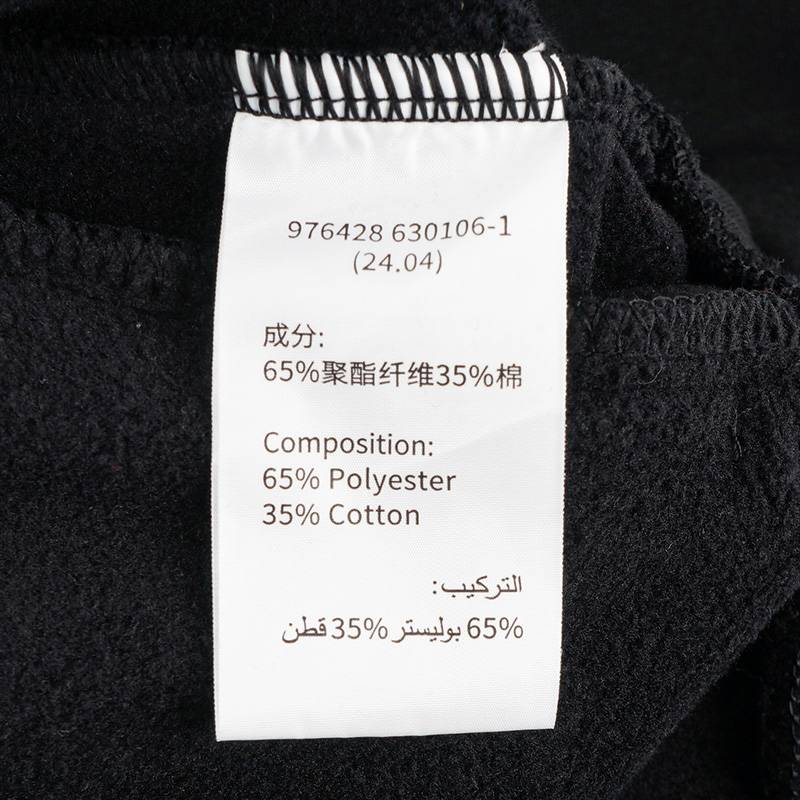 976428 630106-1
(24.04)
成分:
65%聚酯纤维35%棉
Composition:
65% Polyester
35% Cotton
التركيب:
65% بوليستر 35% قطن